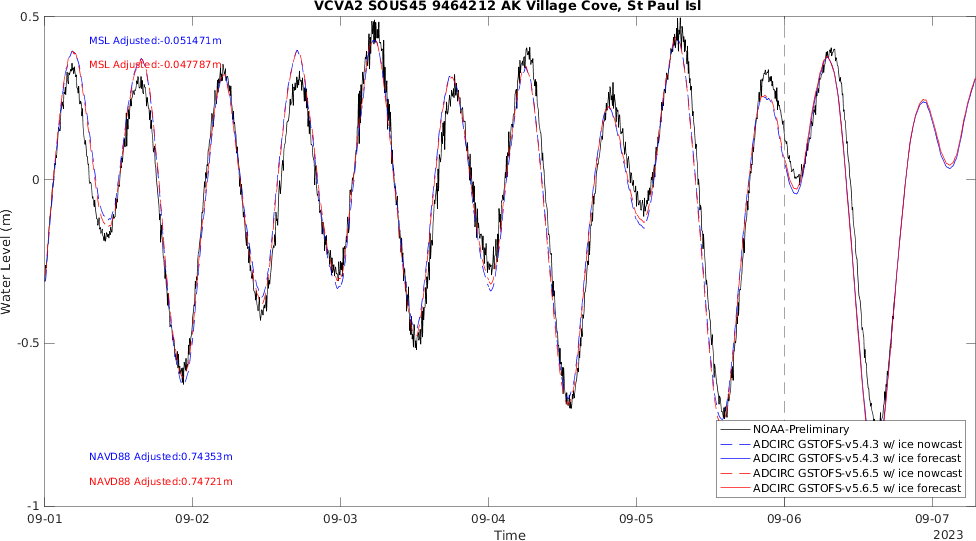 VCVA2 SOUS45 9464212 AK Village Cove, St Paul Isl
0.5
MSL Adjusted:-0.051471m
MSL Adjusted:-0.047787m
0
Water Level (m)
-0.5
NAVD88 Adjusted:0.74353m
NAVD88 Adjusted:0.74721m
NOAA-Preliminary
ADCIRC GSTOFS-v5.4.3 w/ ice nowcast
ADCIRC GSTOFS-v5.4.3 w/ ice forecast
ADCIRC GSTOFS-v5.6.5 w/ ice nowcast
ADCIRC GSTOFS-v5.6.5 w/ ice forecast
-1
09-01 09-02 09-03 09-04 09-05 09-06 09-07
Time
2023